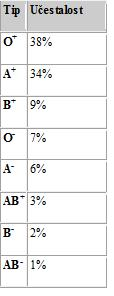 Tip Učestalost
O⁺ 38%
A⁺ 34%
B⁺ 9%
O⁻ 7%
A⁻ 6%
AB⁺ 3%
B⁻ 2%
AB⁻ 1%